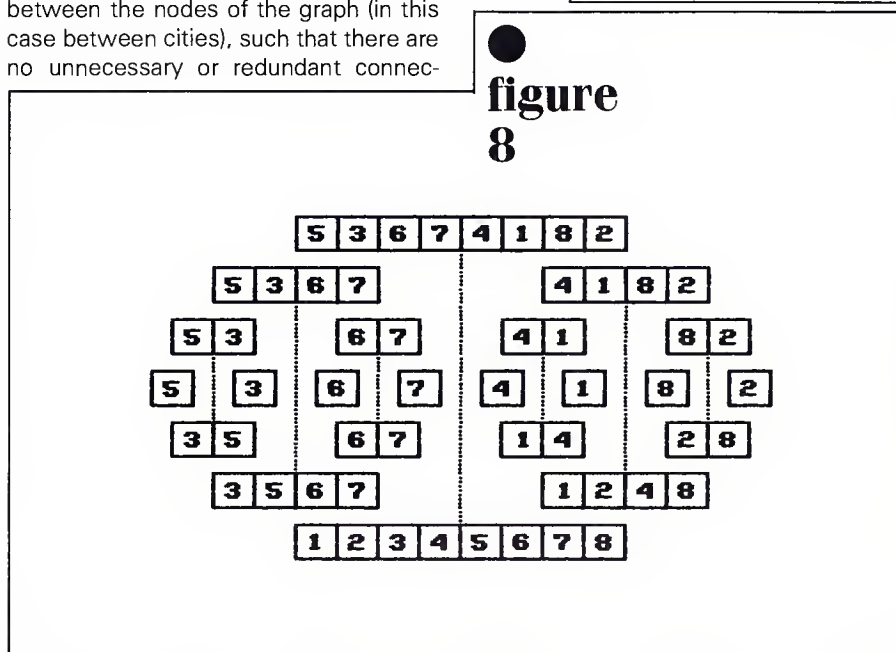 between the nodes of the graph (in this
case between cities), such that there are
no unnecessary or redundant connec-
figure
8
5 3 6 7 4 1 8 2
5 3 6 7 4 1 8 2
5 3 6 7 4 1 8 2
5 3 6 7 4 1 8 2
3 5 6 7 1 4 2 8
3 5 6 7 1 2 4 8
1 2 3 4 5 6 7 8